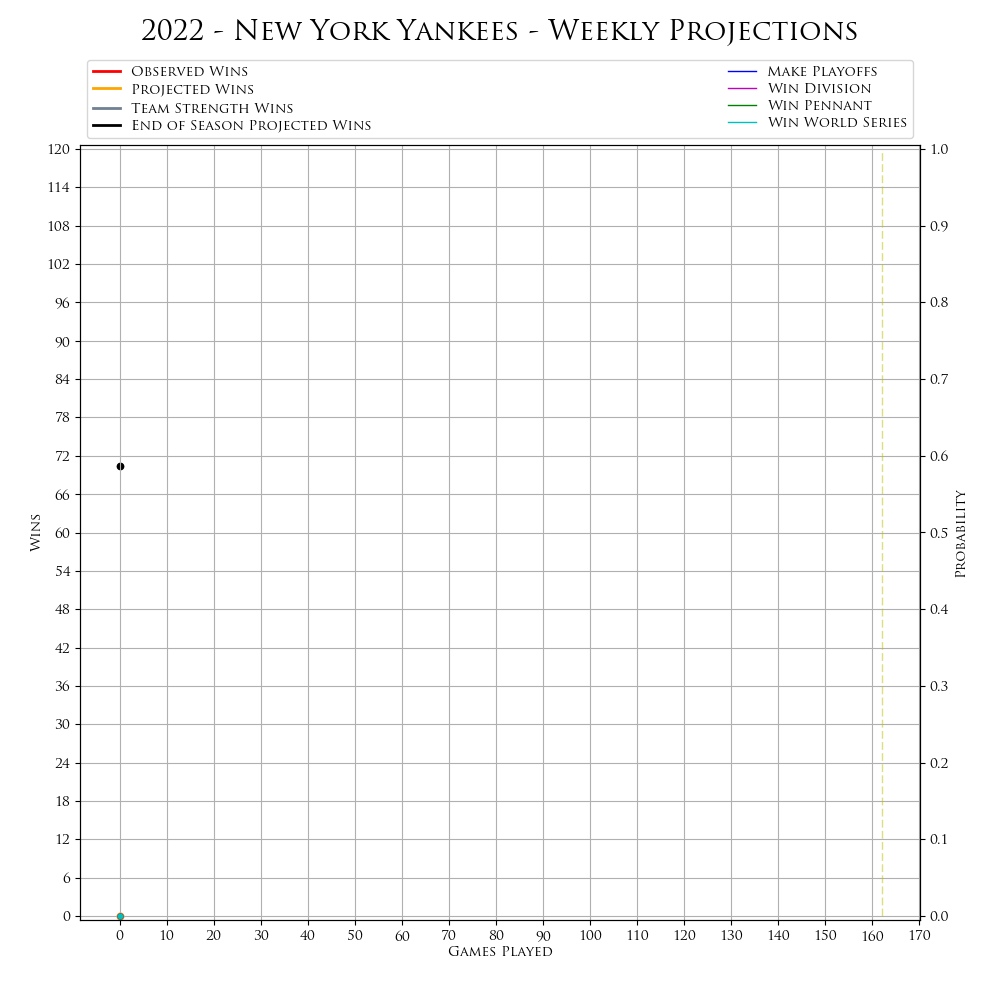 2022 - New York Yankees - Weekly Projections
Observed Wins
Projected Wins
Team Strength Wins
End of Season Projected Wins
Make Playoffs
Win Division
Win Pennant
Win World Series
120
114
108
102
96
90
84
78
72
66
60
54
48
42
36
30
24
18
12
6
0
Wins
1.0
0.9
0.8
0.7
0.6
0.5
0.4
0.3
0.2
0.1
0.0
Probability
0 10 20 30 40 50 60 70 80 90 100 110 120 130 140 150 160 170
Games Played